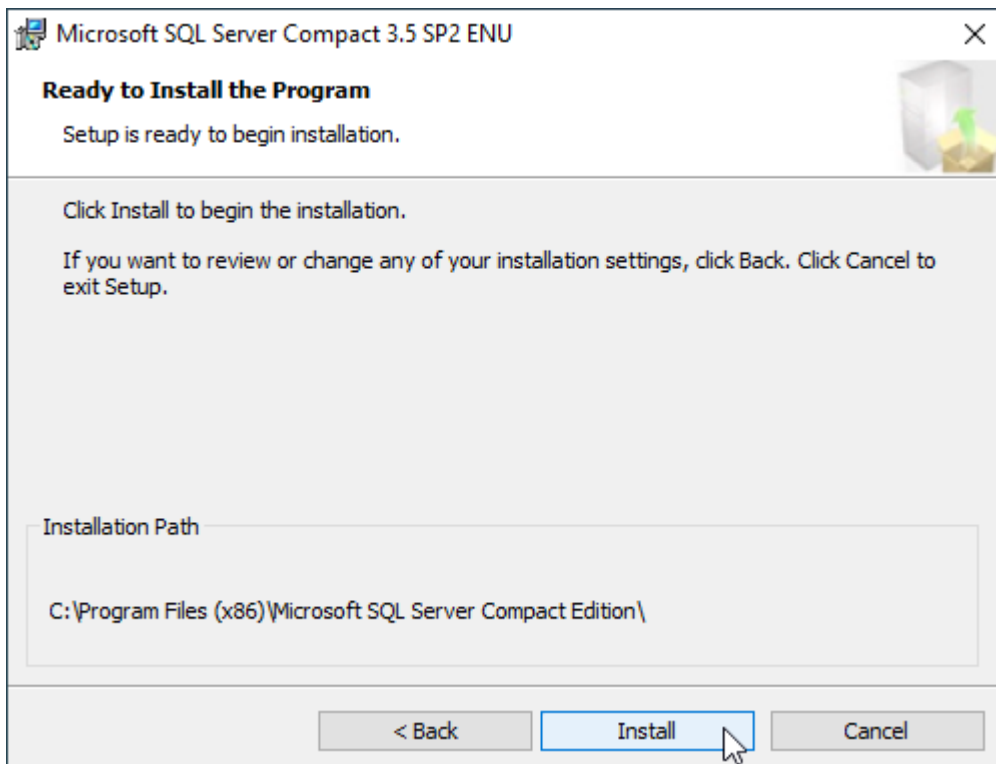 Microsoft SQL Server Compact 3.5 SP2 ENU
Ready to Install the Program
Setup is ready to begin installation.
Click Install to begin the installation.
If you want to review or change any of your installation settings, click Back. Click Cancel to
exit Setup.
Installation Path
C:\Program Files (x86)\Microsoft SQL Server Compact Edition\
< Back
Install
Cancel